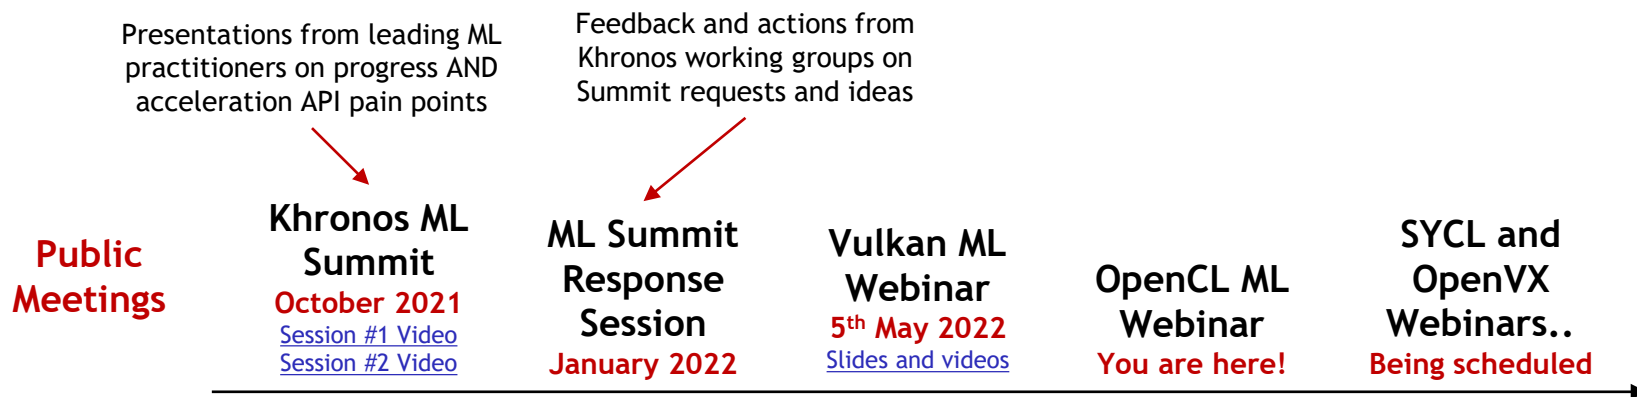 Presentations from leading ML
practitioners on progress AND
acceleration API pain points
Feedback and actions from
Khronos working groups on
Summit requests and ideas
Public
Meetings
Khronos ML
Summit
October 2021
Session #1 Video
Session #2 Video
ML Summit
Response
Session
January 2022
Vulkan ML
Webinar
5th May 2022
Slides and videos
OpenCL ML
Webinar
You are here!
SYCL and
OpenVX
Webinars..
Being scheduled